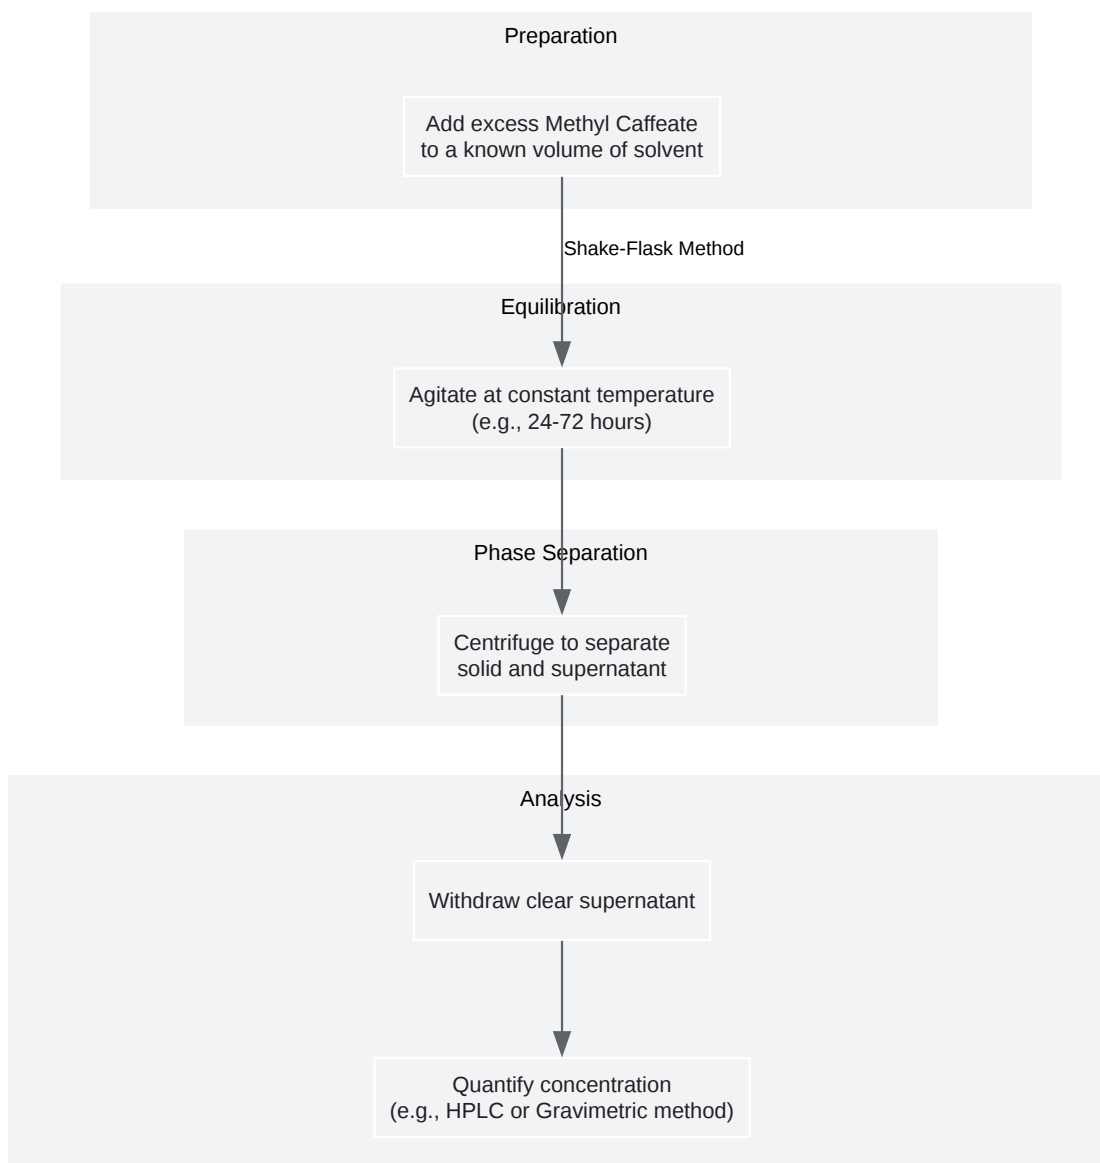 Preparation
Add excess Methyl Caffeate
to a known volume of solvent
Shake-Flask Method
Equilibration
Agitate at constant temperature
(e.g., 24-72 hours)
Phase Separation
Centrifuge to separate
solid and supernatant
Analysis
Withdraw clear supernatant
Quantify concentration
(e.g., HPLC or Gravimetric method)